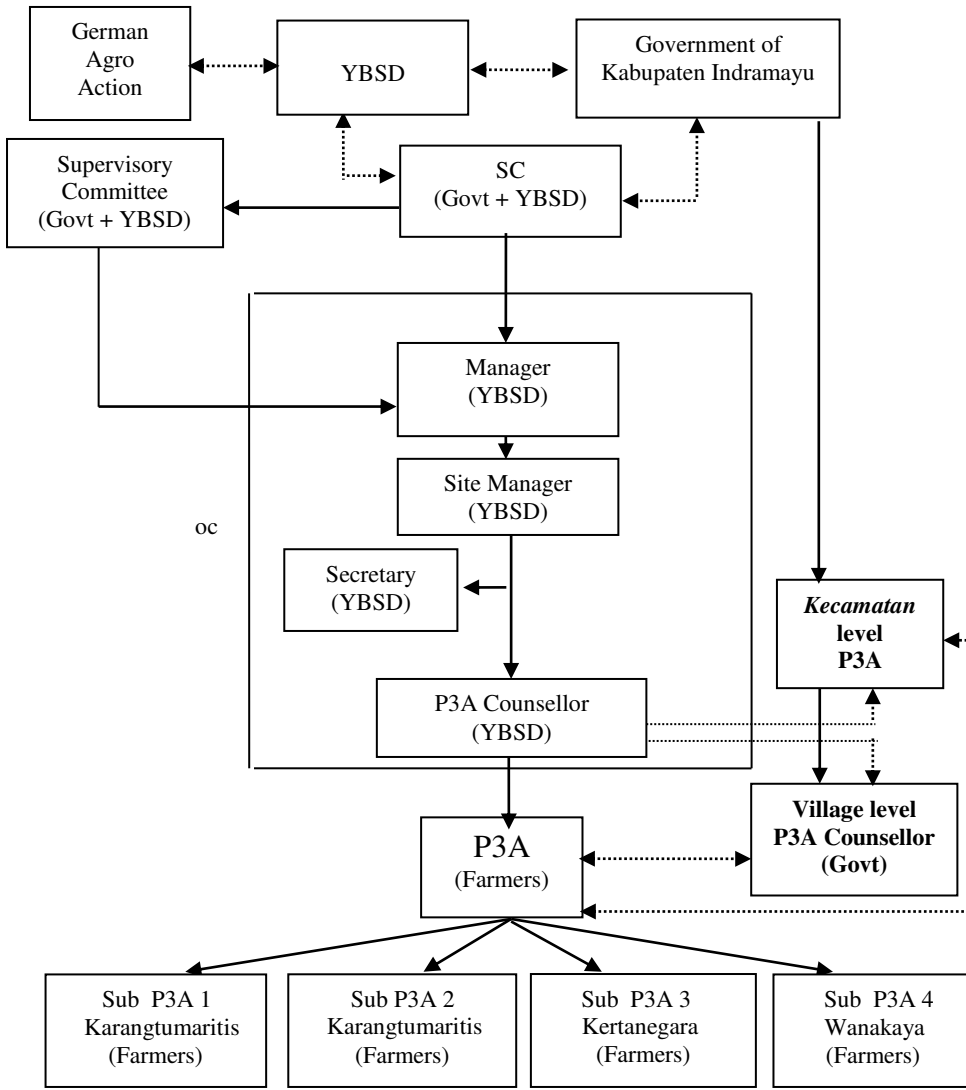 German
Agro
Action
YBSD
Government of
Kabupaten Indramayu
Supervisory
Committee
(Govt + YBSD)
SC
(Govt + YBSD)
Manager
(YBSD)
Site Manager
(YBSD)
oc
Secretary
(YBSD)
Kecamatan
level
P3A
P3A Counsellor
(YBSD)
Village level
P3A Counsellor
(Govt)
P3A
(Farmers)
Sub P3A 1
Karangtumaritis
(Farmers)
Sub P3A 2
Karangtumaritis
(Farmers)
Sub P3A 3
Kertanegara
(Farmers)
Sub P3A 4
Wanakaya
(Farmers)